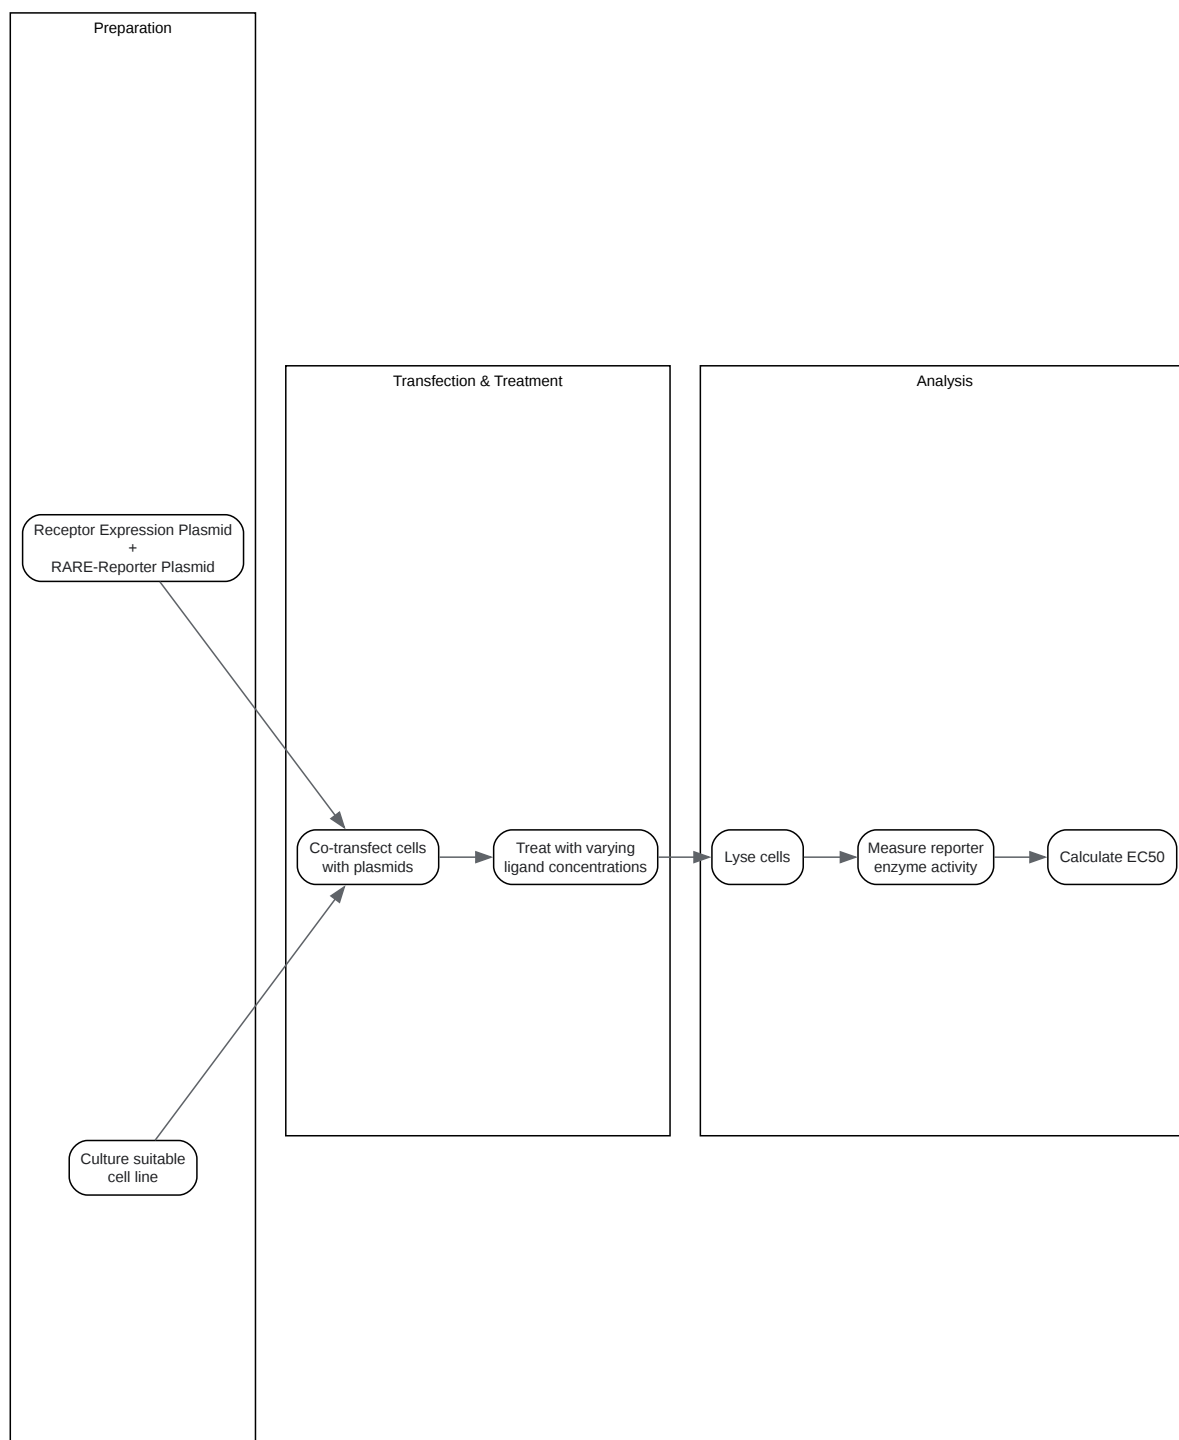 Preparation
Receptor Expression Plasmid
+
RARE-Reporter Plasmid
Culture suitable
cell line
Transfection & Treatment
Co-transfect cells
with plasmids
Treat with varying
ligand concentrations
Analysis
Lyse cells
Measure reporter
enzyme activity
Calculate EC50